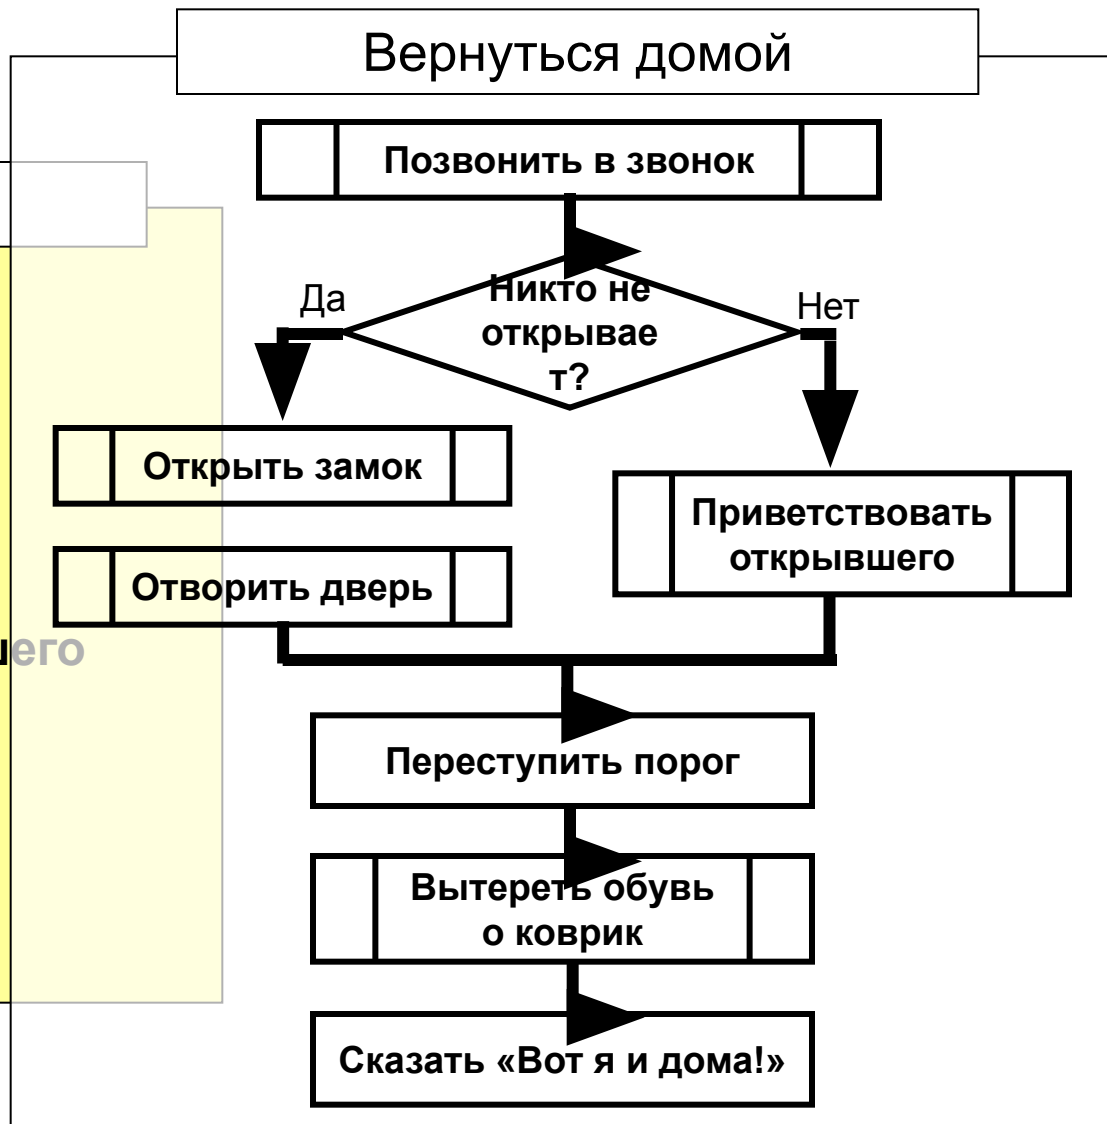 Вернуться домой
Позвонить в звонок
Никто не
открывае
т?
Да
Нет
Открыть замок
Приветствовать
открывшего
Отворить дверь
его
Переступить порог
Вытереть обувь
о коврик
Сказать «Вот я и дома!»